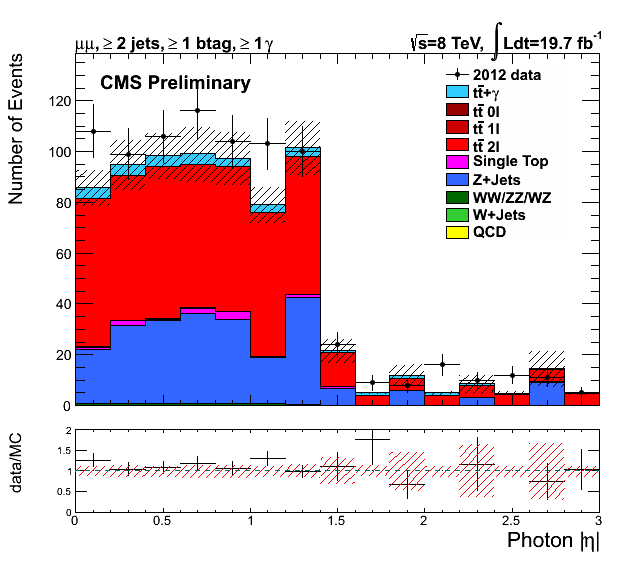 μμ, ≥ 2 jets, ≥ 1 btag, ≥ 1γ
√s=8 TeV, ∫Ldt=19.7 fb⁻¹
CMS Preliminary
2012 data
tt̄+γ
tt̄ 0l
tt̄ 1l
tt̄ 2l
Single Top
Z+Jets
WW/ZZ/WZ
W+Jets
QCD
Number of Events
120
100
80
60
40
20
0
data/MC
2
1.5
1
0.5
0
0 0.5 1 1.5 2 2.5 3
Photon |η|